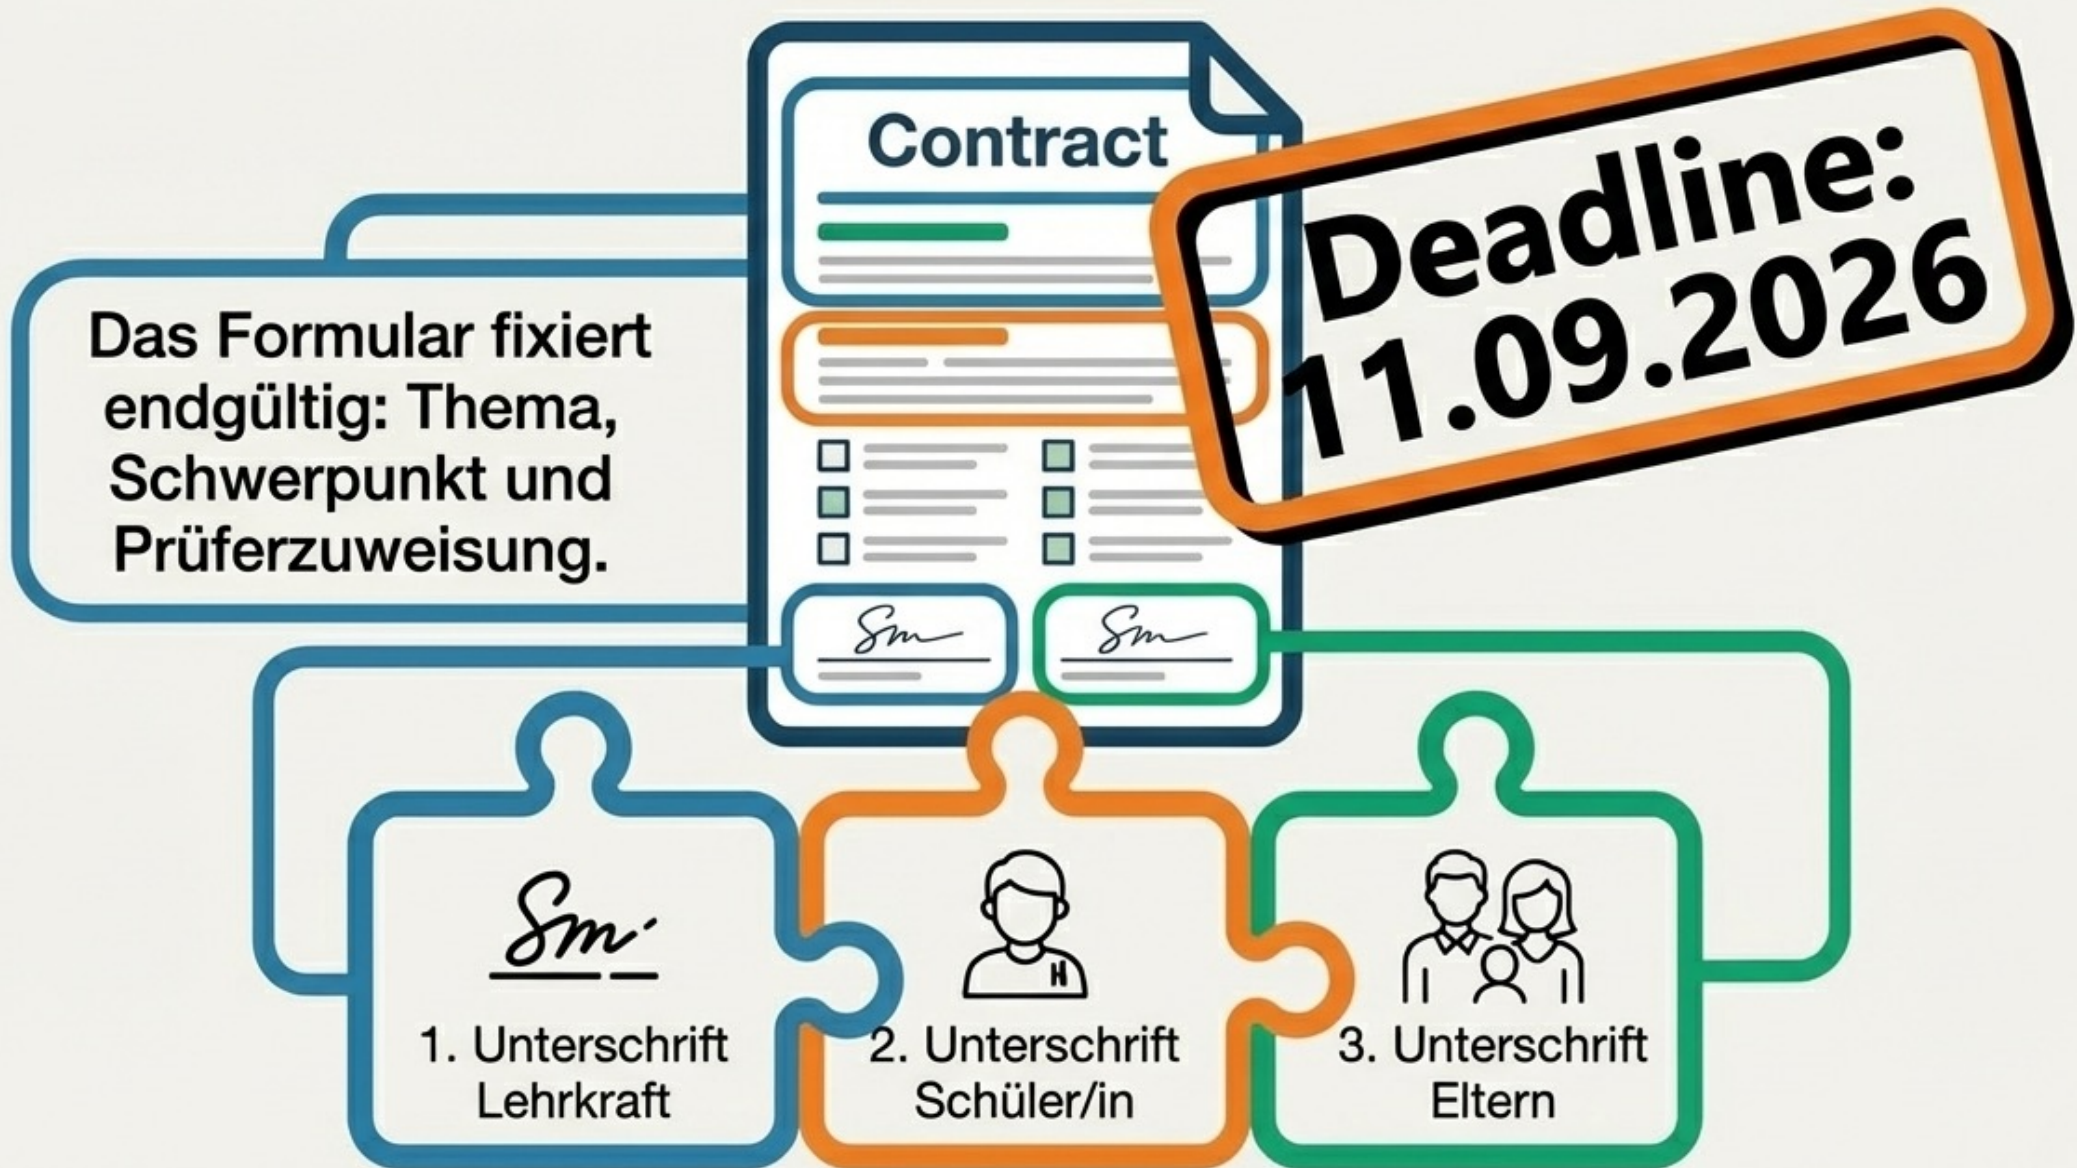 Contract
Deadline:
11.09.2026
Das Formular fixiert
endgültig: Thema,
Schwerpunkt und
Prüferzuweisung.
1. Unterschrift
Lehrkraft
2. Unterschrift
Schüler/in
3. Unterschrift
Eltern